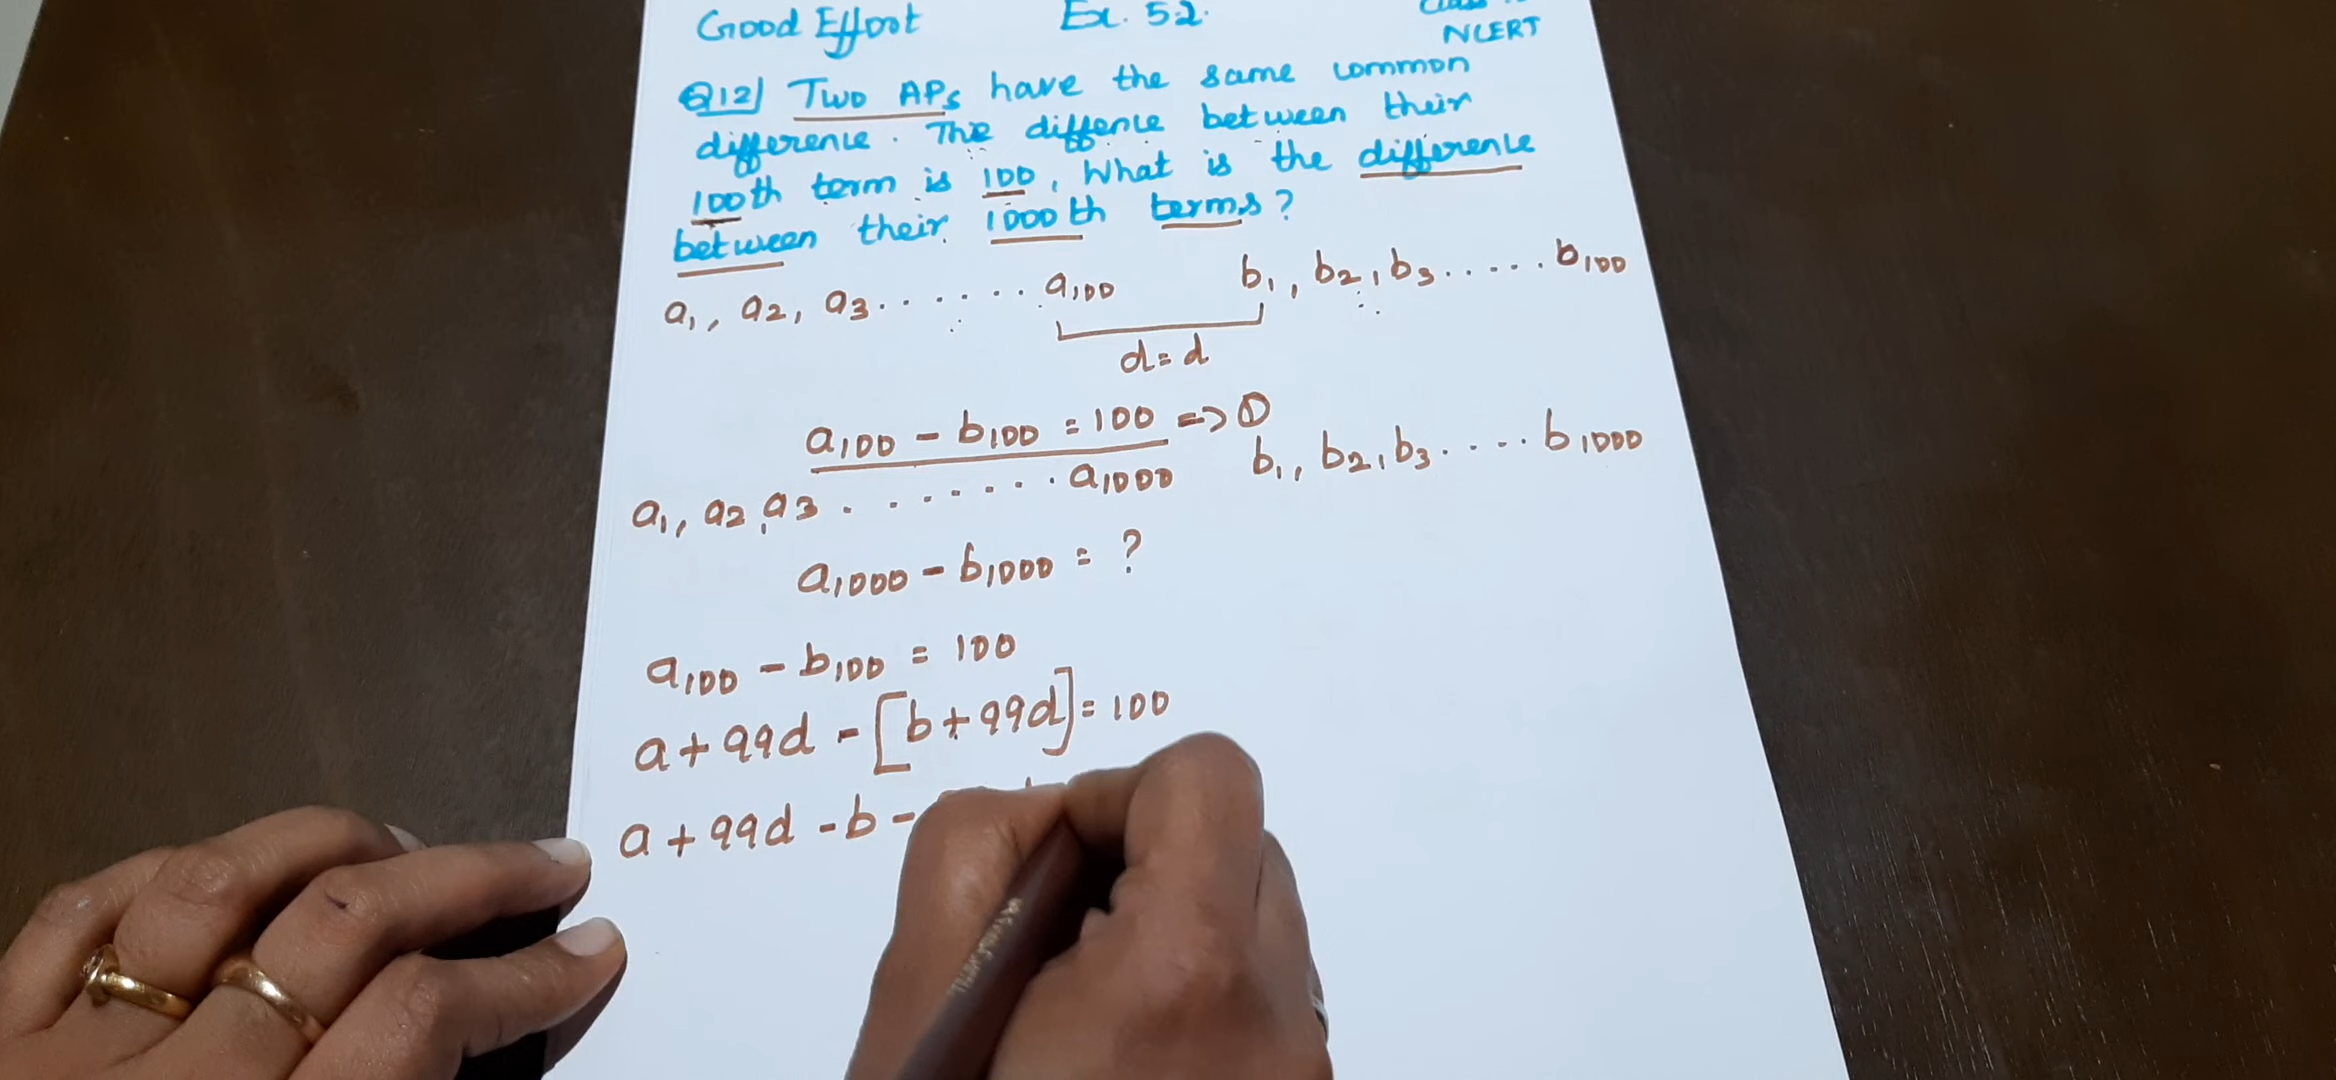 Good Effort Ex. 5.2.
NCERT
Q12) Two APs have the same common
difference. The diffence between their
100th term is 100, What is the difference
between their 1000th terms?
a1, a2, a3....... a100 b1, b2, b3..... b100
d = d
a100 - b100 = 100 => ①
a1, a2, a3 ........ a1000 b1, b2, b3..... b1000
a1000 - b1000 = ?
a100 - b100 = 100
a + 99d - [b + 99d] = 100
a + 99d - b -